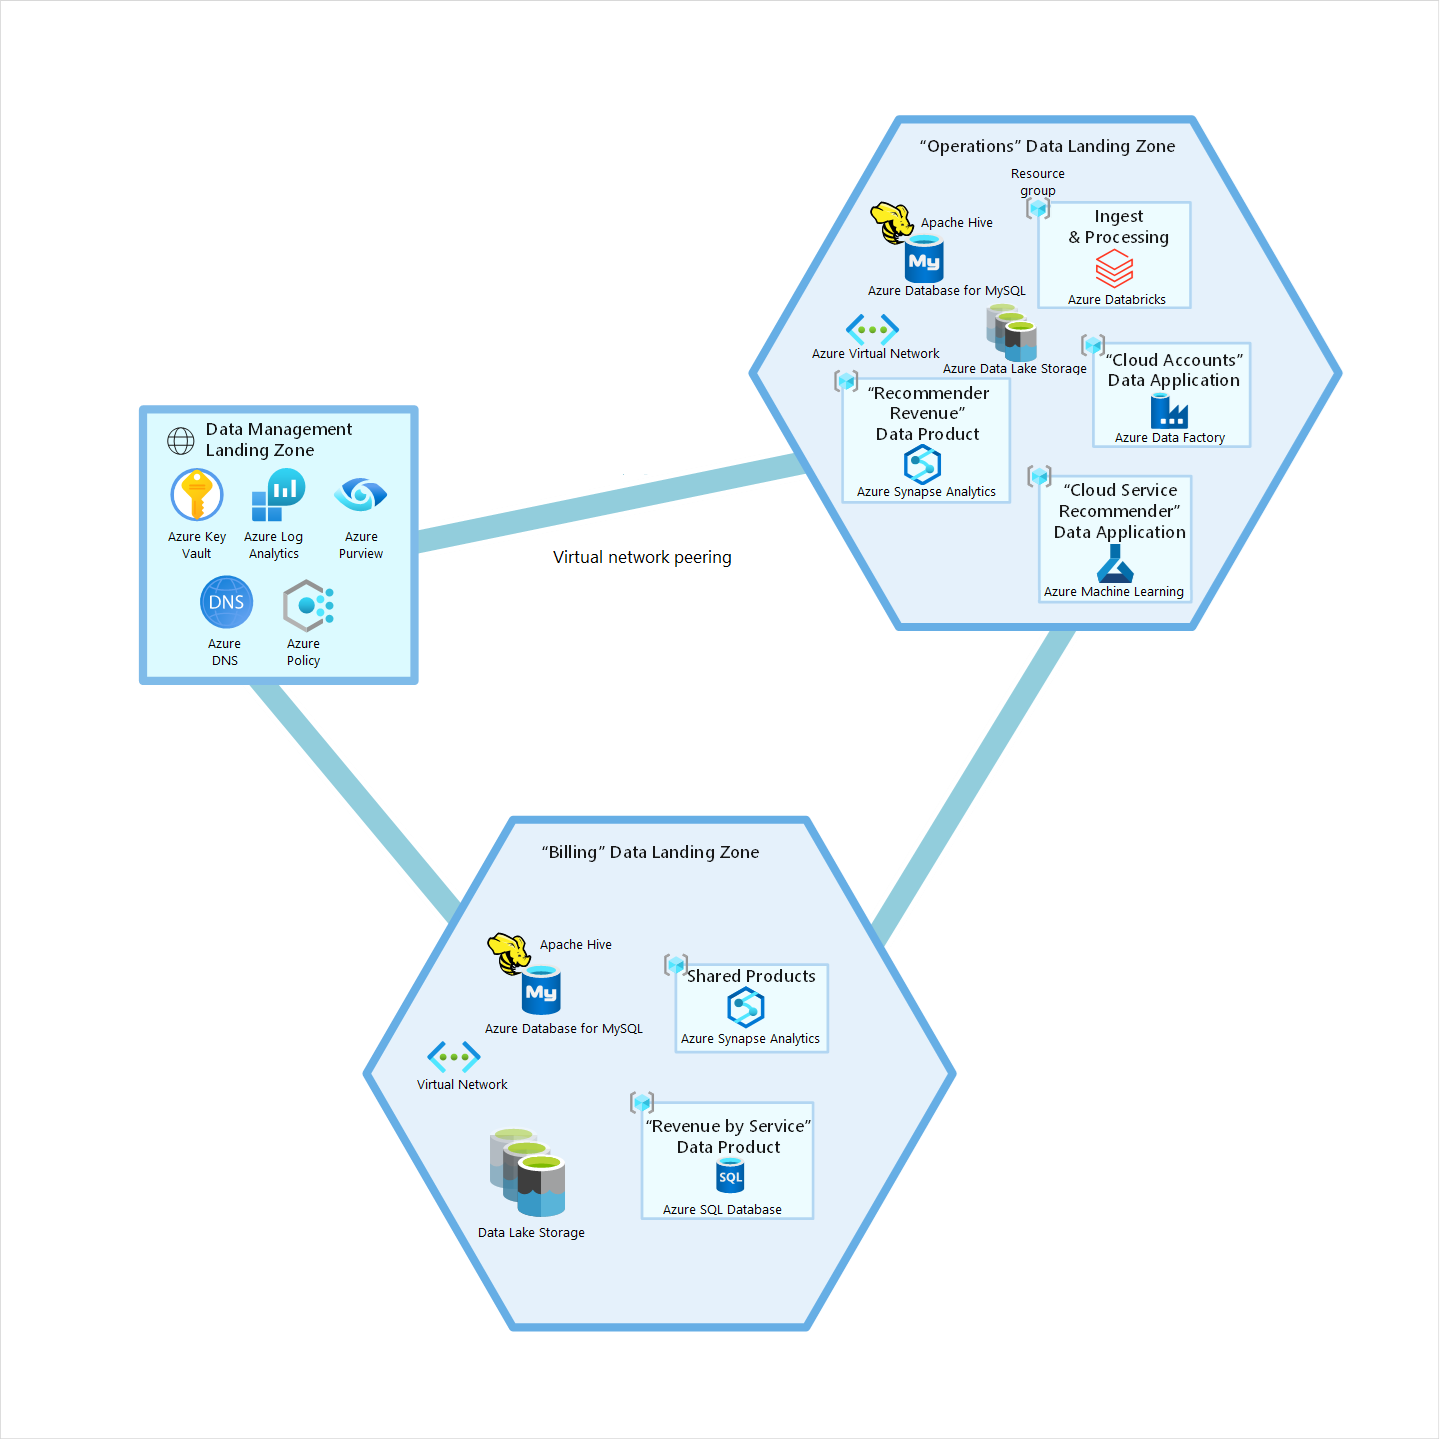 “Operations” Data Landing Zone
Resource
group
Apache Hive
My
Azure Database for MySQL
Ingest
& Processing
Azure Databricks
Azure Virtual Network
Azure Data Lake Storage
“Cloud Accounts”
Data Application
Azure Data Factory
“Recommender
Revenue”
Data Product
Azure Synapse Analytics
“Cloud Service
Recommender”
Data Application
Azure Machine Learning
Data Management
Landing Zone
Azure Key
Vault
Azure Log
Analytics
Azure
Purview
DNS
Azure
DNS
Azure
Policy
Virtual network peering
“Billing” Data Landing Zone
Apache Hive
My
Azure Database for MySQL
Shared Products
Azure Synapse Analytics
Virtual Network
“Revenue by Service”
Data Product
SQL
Azure SQL Database
Data Lake Storage